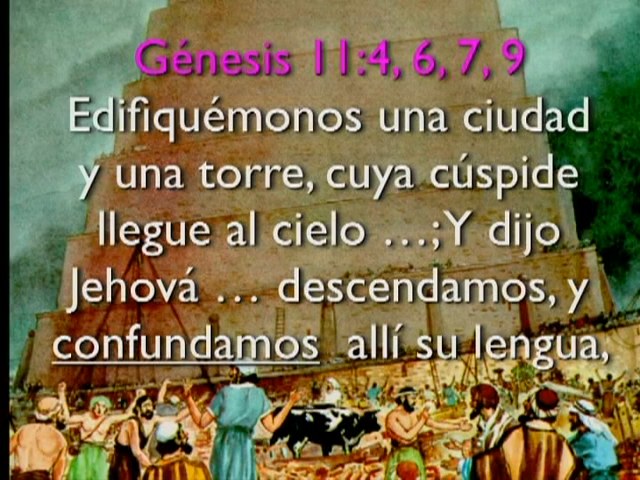 Génesis 11:4, 6, 7, 9
Edifiquémonos una ciudad
y una torre, cuya cúspide
llegue al cielo …; Y dijo
Jehová … descendamos, y
confundamos allí su lengua,